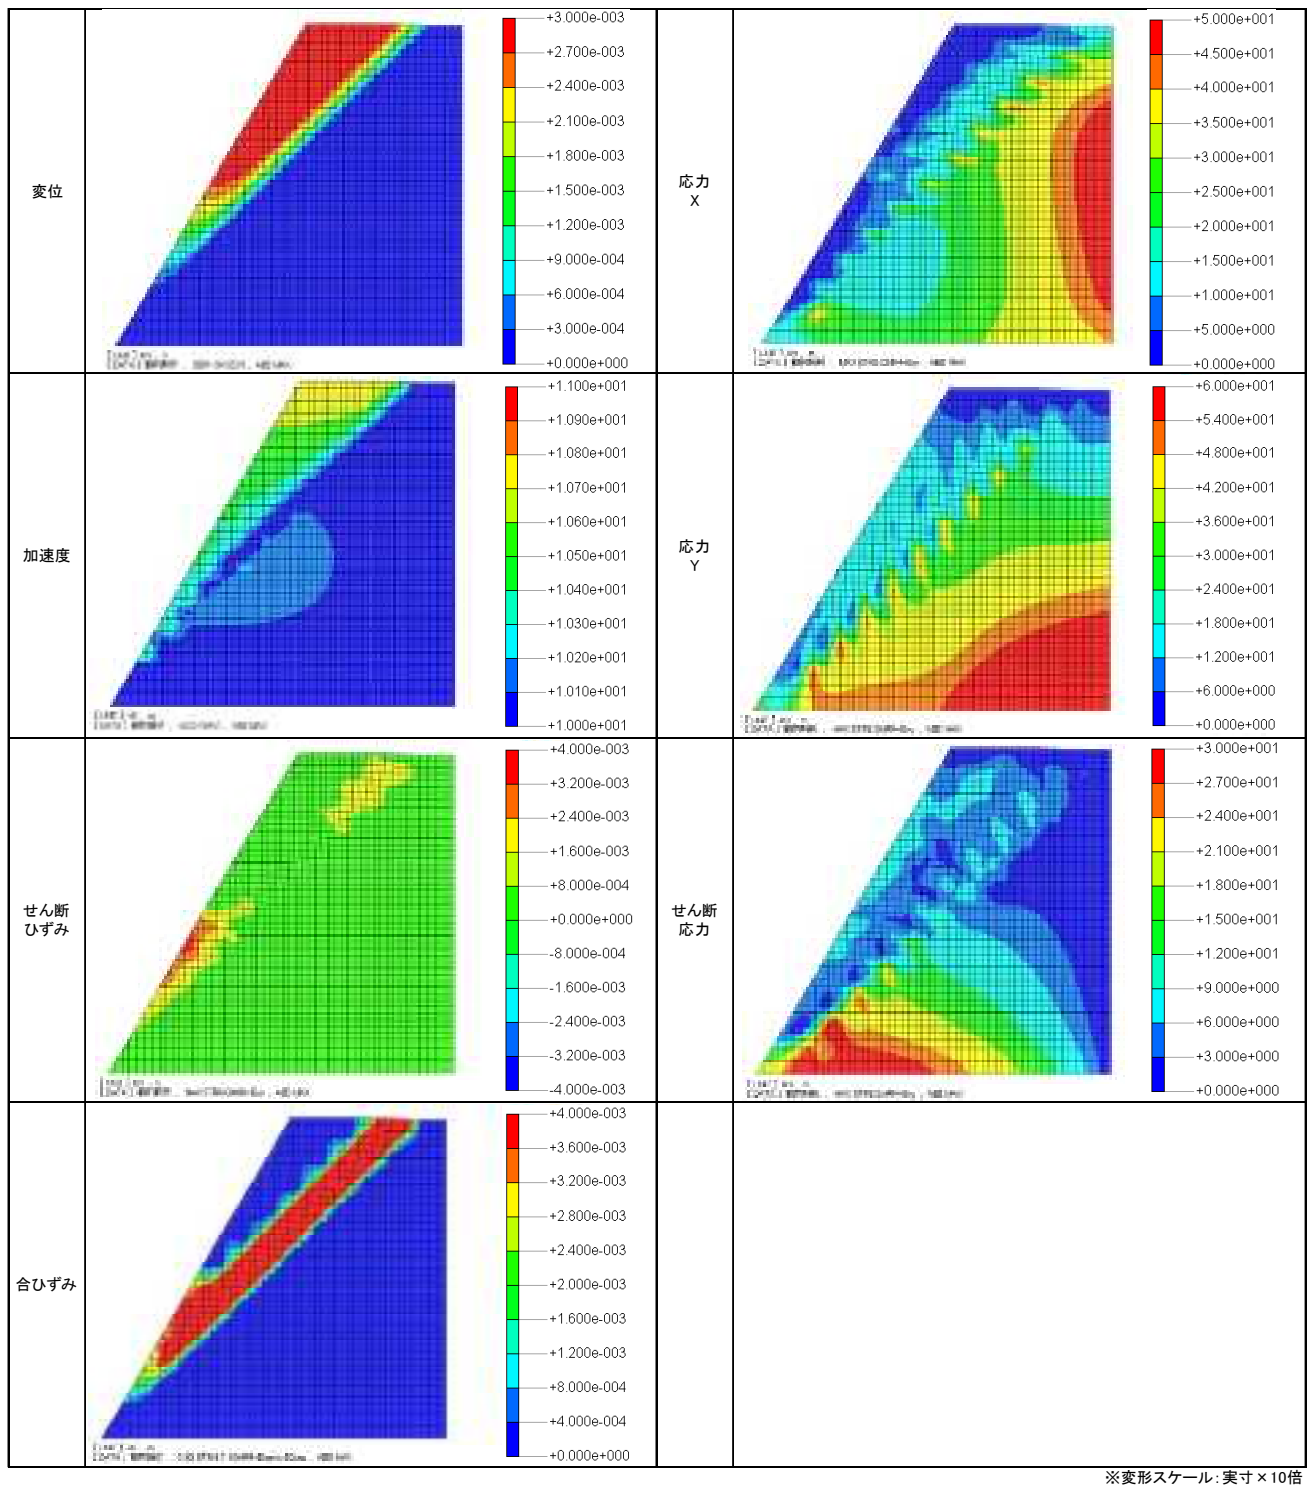 変位
+3.000e-003
+2.700e-003
+2.400e-003
+2.100e-003
+1.800e-003
+1.500e-003
+1.200e-003
+9.000e-004
+6.000e-004
+3.000e-004
+0.000e+000
応力
X
+5.000e+001
+4.500e+001
+4.000e+001
+3.500e+001
+3.000e+001
+2.500e+001
+2.000e+001
+1.500e+001
+1.000e+001
+5.000e+000
+0.000e+000
加速度
+1.100e+001
+1.090e+001
+1.080e+001
+1.070e+001
+1.060e+001
+1.050e+001
+1.040e+001
+1.030e+001
+1.020e+001
+1.010e+001
+1.000e+001
応力
Y
+6.000e+001
+5.400e+001
+4.800e+001
+4.200e+001
+3.600e+001
+3.000e+001
+2.400e+001
+1.800e+001
+1.200e+001
+6.000e+000
+0.000e+000
せん断
ひずみ
+4.000e-003
+3.200e-003
+2.400e-003
+1.600e-003
+8.000e-004
+0.000e+000
-8.000e-004
-1.600e-003
-2.400e-003
-3.200e-003
-4.000e-003
せん断
応力
+3.000e+001
+2.700e+001
+2.400e+001
+2.100e+001
+1.800e+001
+1.500e+001
+1.200e+001
+9.000e+000
+6.000e+000
+3.000e+000
+0.000e+000
合ひずみ
+4.000e-003
+3.600e-003
+3.200e-003
+2.800e-003
+2.400e-003
+2.000e-003
+1.600e-003
+1.200e-003
+8.000e-004
+4.000e-004
+0.000e+000
※変形スケール：実寸×10倍